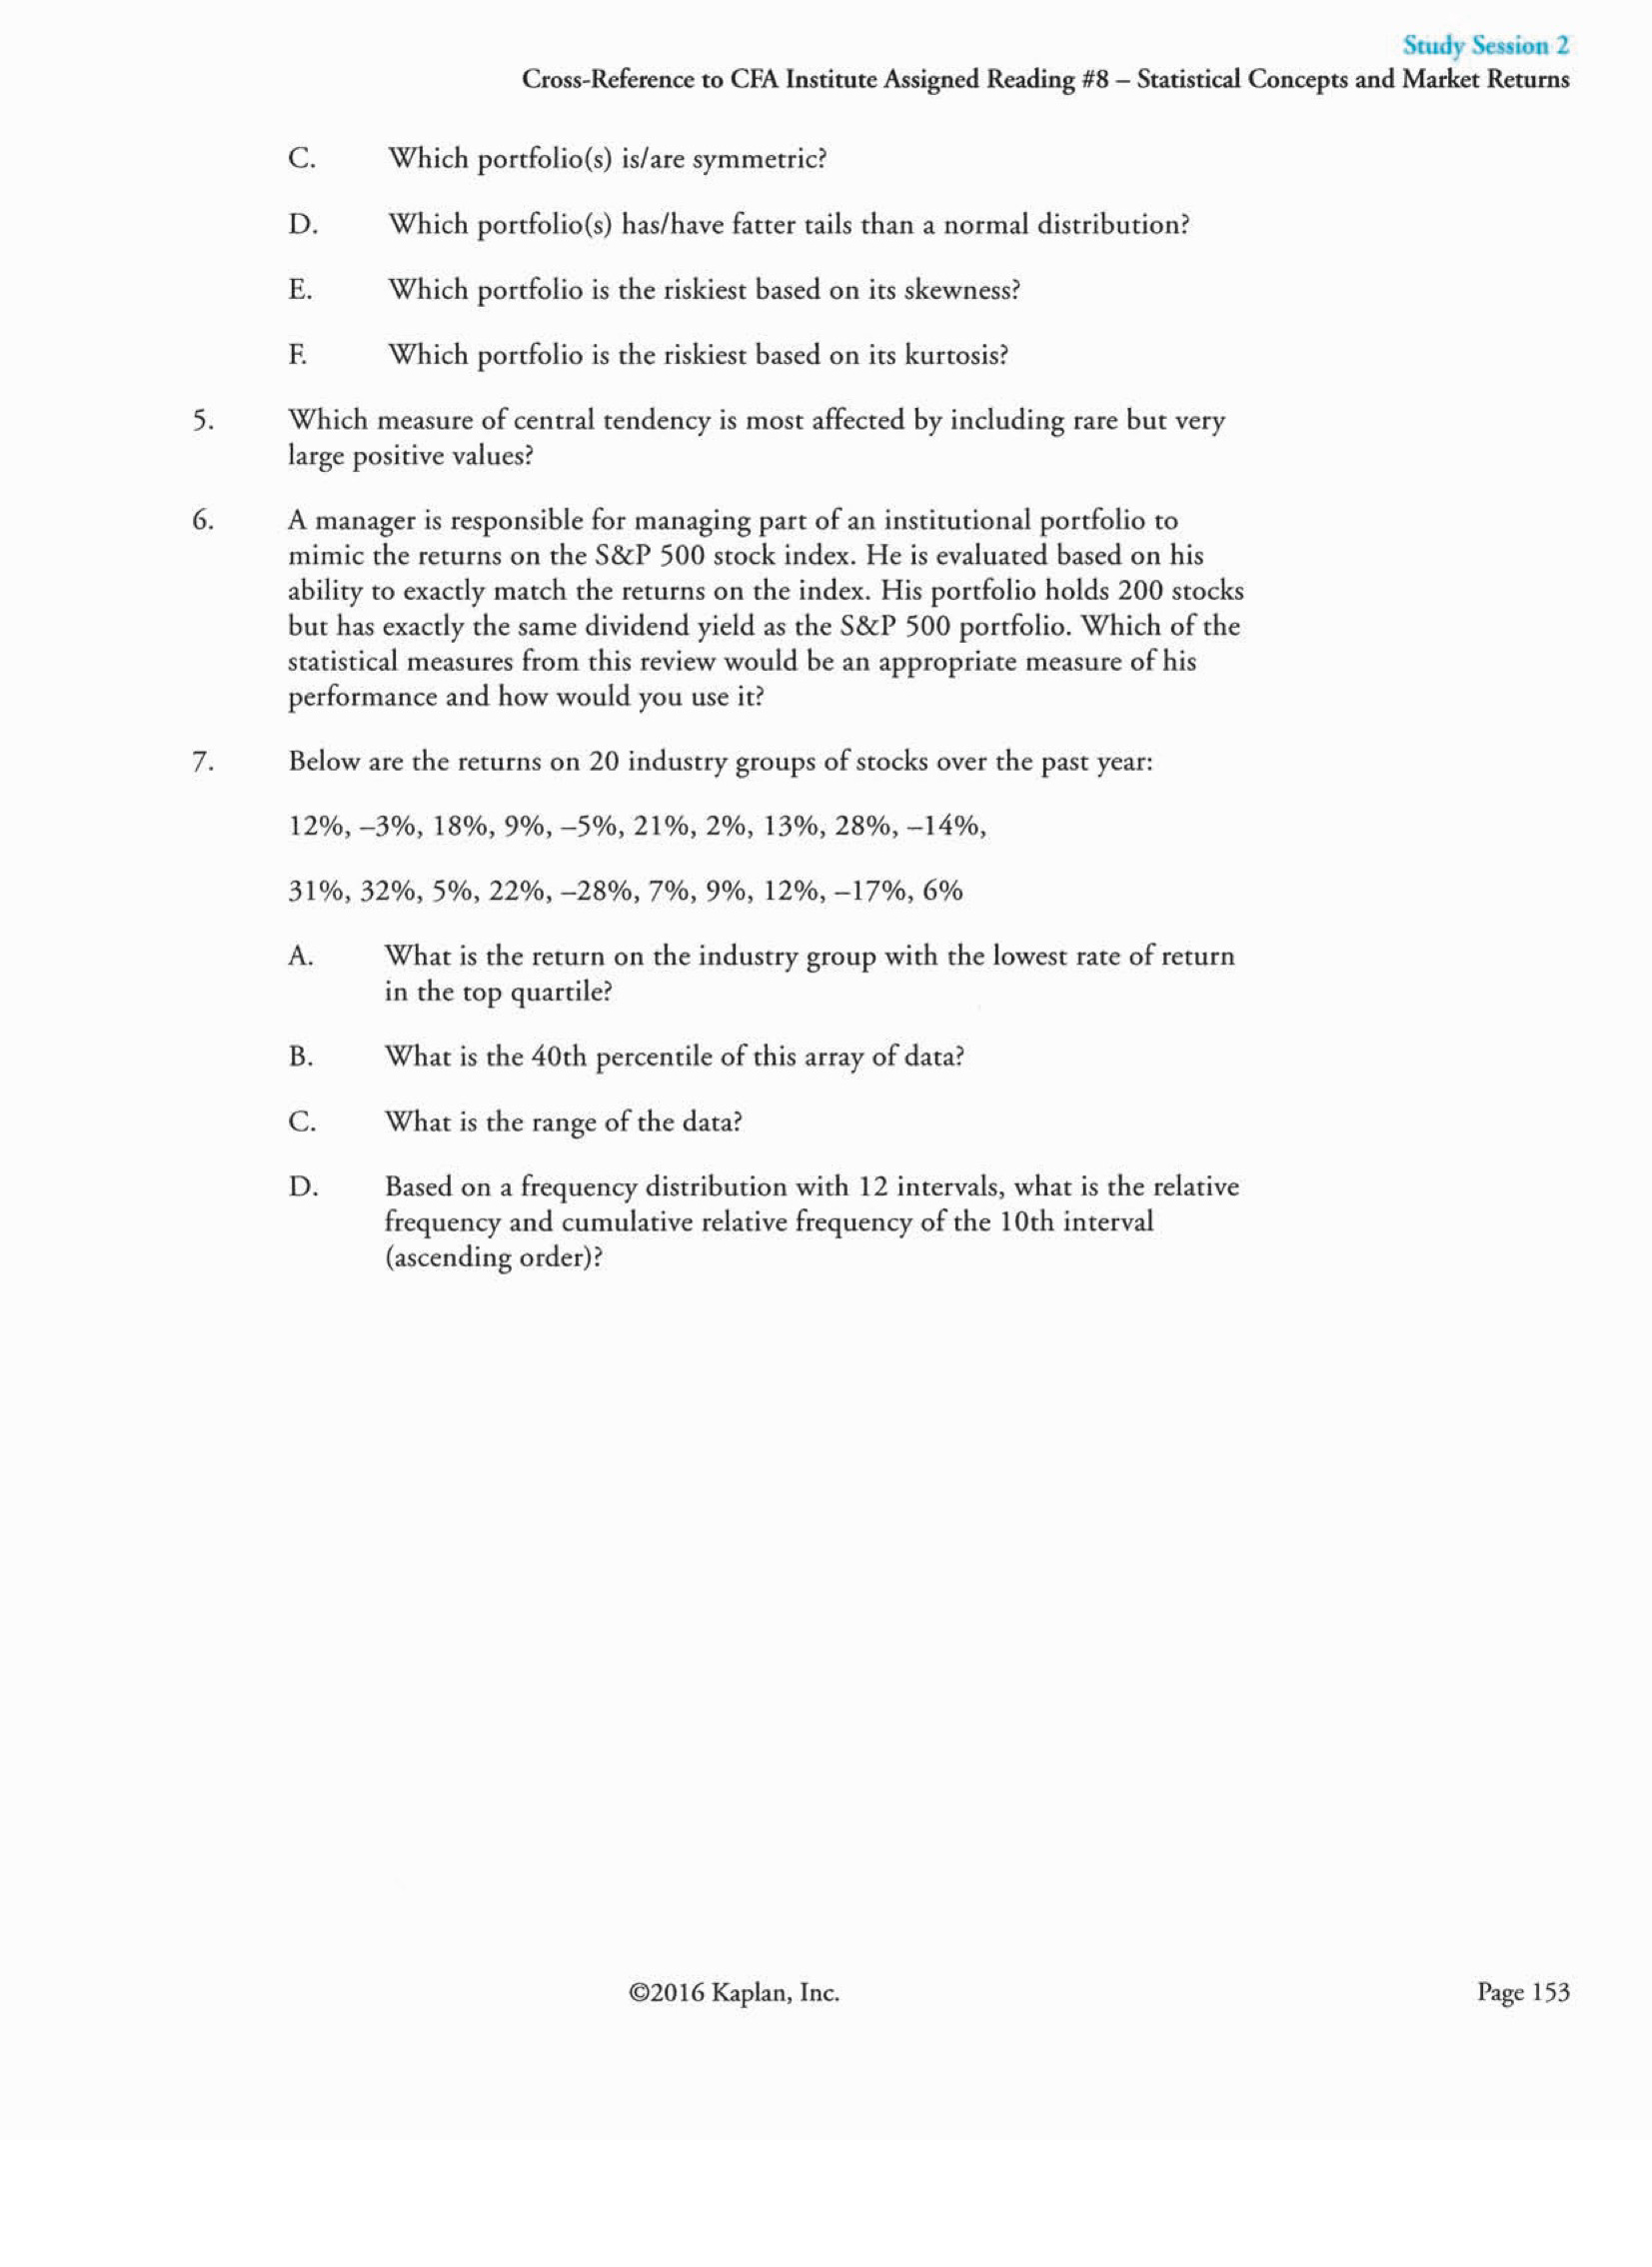 Study Session 2
Cross-Reference to CFA Institute Assigned Reading #8 – Statistical Concepts and Market Returns
C. Which portfolio(s) is/are symmetric?
D. Which portfolio(s) has/have fatter tails than a normal distribution?
E. Which portfolio is the riskiest based on its skewness?
F. Which portfolio is the riskiest based on its kurtosis?
5. Which measure of central tendency is most affected by including rare but very
large positive values?
6. A manager is responsible for managing part of an institutional portfolio to
mimic the returns on the S&P 500 stock index. He is evaluated based on his
ability to exactly match the returns on the index. His portfolio holds 200 stocks
but has exactly the same dividend yield as the S&P 500 portfolio. Which of the
statistical measures from this review would be an appropriate measure of his
performance and how would you use it?
7. Below are the returns on 20 industry groups of stocks over the past year:
12%, –3%, 18%, 9%, –5%, 21%, 2%, 13%, 28%, –14%,
31%, 32%, 5%, 22%, –28%, 7%, 9%, 12%, –17%, 6%
A. What is the return on the industry group with the lowest rate of return
in the top quartile?
B. What is the 40th percentile of this array of data?
C. What is the range of the data?
D. Based on a frequency distribution with 12 intervals, what is the relative
frequency and cumulative relative frequency of the 10th interval
(ascending order)?
©2016 Kaplan, Inc.
Page 153